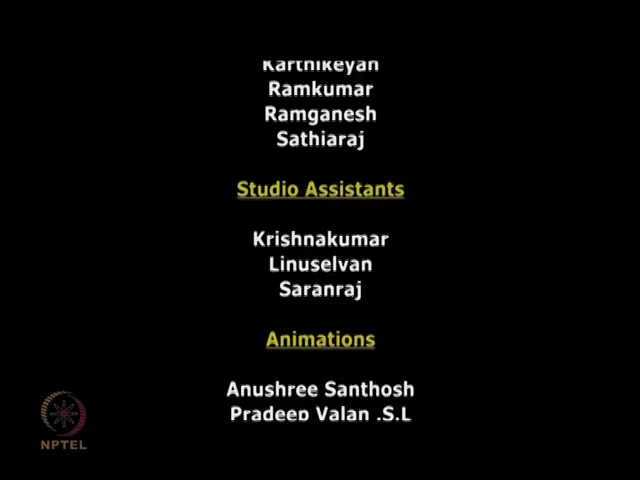 Karthikeyan
Ramkumar
Ramganesh
Sathiaraj
Studio Assistants
Krishnakumar
Linuselvan
Saranraj
Animations
Anushree Santhosh
Pradeep Valan .S.L
NPTEL